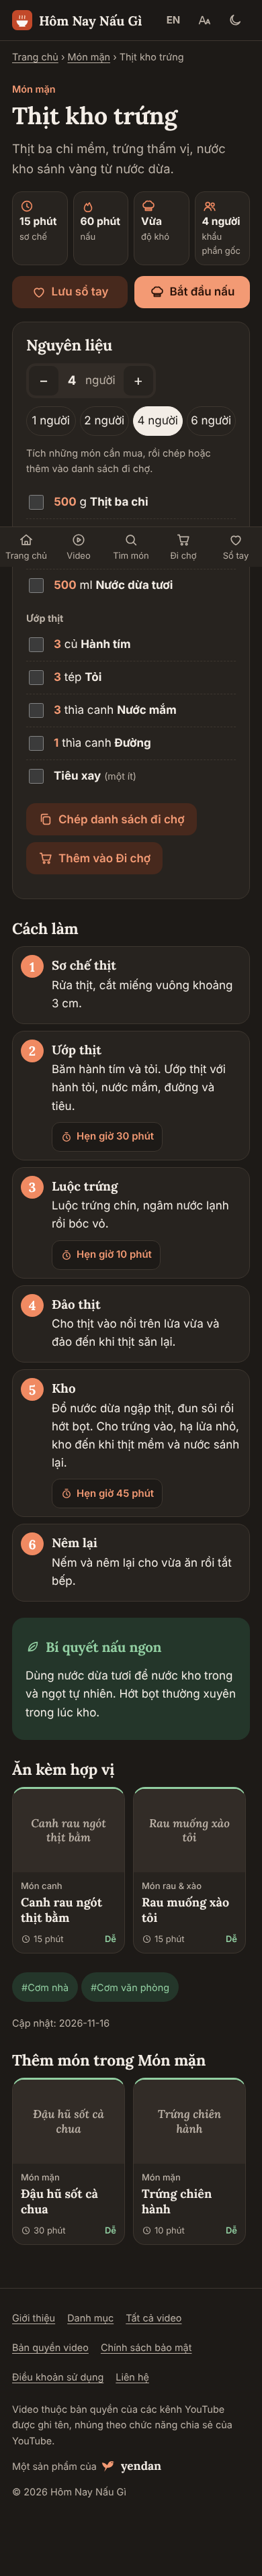 Hôm Nay Nấu Gì EN AA
Trang chủ › Món mặn › Thịt kho trứng
Món mặn
Thịt kho trứng
Thịt ba chỉ mềm, trứng thấm vị, nước
kho sánh vàng từ nước dừa.
15 phút
sơ chế
60 phút
nấu
Vừa
độ khó
4 người
khẩu
phần gốc
Lưu sổ tay
Bắt đầu nấu
Nguyên liệu
− 4 người +
1 người 2 người 4 người 6 người
Tích những món cần mua, rồi chép hoặc
thêm vào danh sách đi chợ.
500 g Thịt ba chỉ
Trang chủ Video Tìm món Đi chợ Sổ tay
500 ml Nước dừa tươi
Ướp thịt
3 củ Hành tím
3 tép Tỏi
3 thìa canh Nước mắm
1 thìa canh Đường
Tiêu xay (một ít)
Chép danh sách đi chợ
Thêm vào Đi chợ
Cách làm
1 Sơ chế thịt
Rửa thịt, cắt miếng vuông khoảng
3 cm.
2 Ướp thịt
Băm hành tím và tỏi. Ướp thịt với
hành tỏi, nước mắm, đường và
tiêu.
Hẹn giờ 30 phút
3 Luộc trứng
Luộc trứng chín, ngâm nước lạnh
rồi bóc vỏ.
Hẹn giờ 10 phút
4 Đảo thịt
Cho thịt vào nồi trên lửa vừa và
đảo đến khi thịt săn lại.
5 Kho
Đổ nước dừa ngập thịt, đun sôi rồi
hớt bọt. Cho trứng vào, hạ lửa nhỏ,
kho đến khi thịt mềm và nước sánh
lại.
Hẹn giờ 45 phút
6 Nêm lại
Nếm và nêm lại cho vừa ăn rồi tắt
bếp.
Bí quyết nấu ngon
Dùng nước dừa tươi để nước kho trong
và ngọt tự nhiên. Hớt bọt thường xuyên
trong lúc kho.
Ăn kèm hợp vị
Canh rau ngót
thịt bằm
Món canh
Canh rau ngót
thịt bằm
15 phút Dễ
Rau muống xào
tỏi
Món rau & xào
Rau muống xào
tỏi
15 phút Dễ
#Cơm nhà #Cơm văn phòng
Cập nhật: 2026-11-16
Thêm món trong Món mặn
Đậu hũ sốt cà
chua
Món mặn
Đậu hũ sốt cà
chua
30 phút Dễ
Trứng chiên
hành
Món mặn
Trứng chiên
hành
10 phút Dễ
Giới thiệu Danh mục Tất cả video
Bản quyền video Chính sách bảo mật
Điều khoản sử dụng Liên hệ
Video thuộc bản quyền của các kênh YouTube
được ghi tên, nhúng theo chức năng chia sẻ của
YouTube.
Một sản phẩm của yendan
© 2026 Hôm Nay Nấu Gì